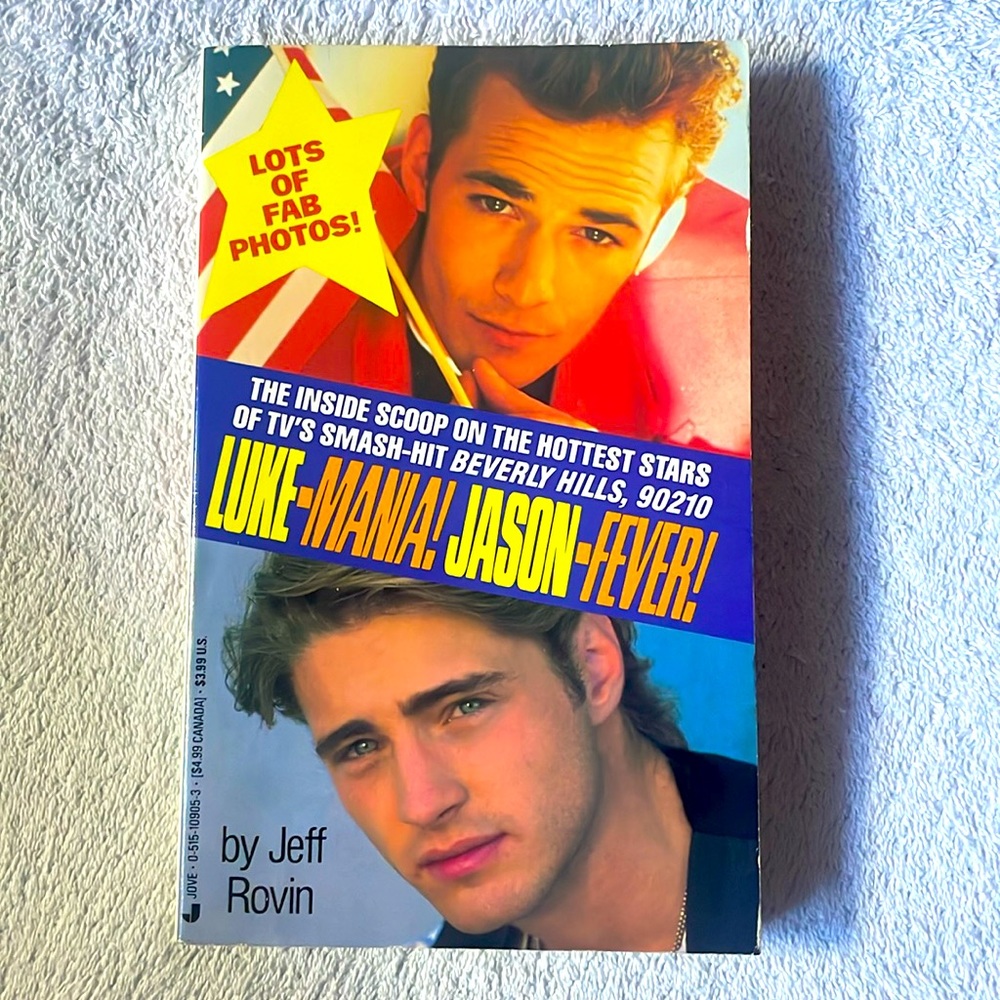 LOTS
OF
FAB
PHOTOS!
THE INSIDE SCOOP ON THE HOTTEST STARS
OF TV'S SMASH-HIT BEVERLY HILLS, 90210
LUKE-MANIA! JASON-FEVER!
by Jeff
Rovin
JOVE • 0-515-10905-3 • [$4.99 CANADA] • $3.99 U.S.